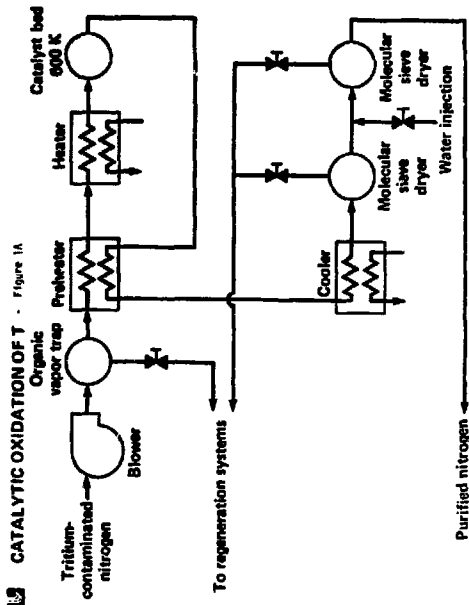 CATALYTIC OXIDATION OF T - Figure 1A
Tritium-
contaminated
nitrogen
Blower
Organic
vapor trap
Preheater
Heater
Catalyst bed
600 K
To regeneration systems
Cooler
Molecular
sieve
dryer
Water injection
Molecular
sieve
dryer
Purified nitrogen